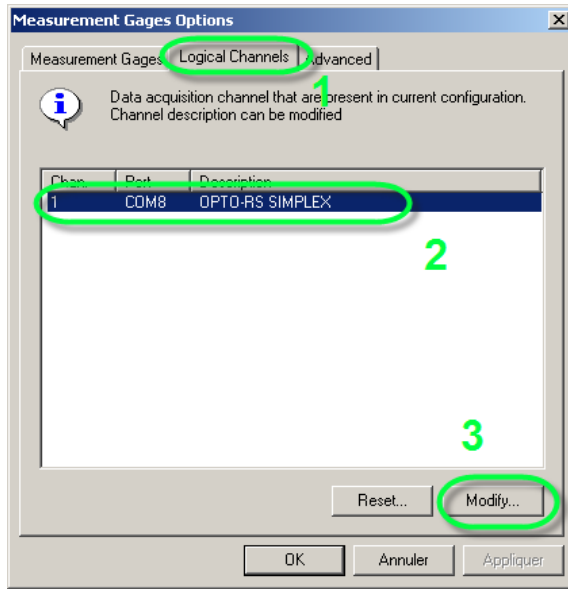 Measurement Gages Options
Measurement Gages Logical Channels Advanced
1
Data acquisition channel that are present in current configuration.
Channel description can be modified
Chan. Port Description
1 COM8 OPTO-RS SIMPLEX
2
3
Reset... Modify...
OK Annuler Appliquer